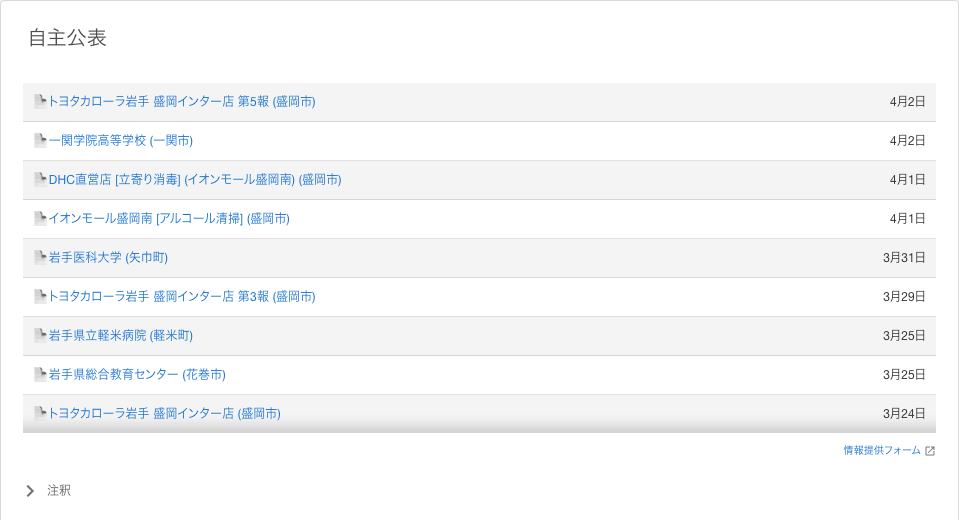 自主公表
トヨタカローラ岩手 盛岡インター店 第5報 (盛岡市) 4月2日
一関学院高等学校 (一関市) 4月2日
DHC直営店 [立寄り消毒] (イオンモール盛岡南) (盛岡市) 4月1日
イオンモール盛岡南 [アルコール清掃] (盛岡市) 4月1日
岩手医科大学 (矢巾町) 3月31日
トヨタカローラ岩手 盛岡インター店 第3報 (盛岡市) 3月29日
岩手県立軽米病院 (軽米町) 3月25日
岩手県総合教育センター (花巻市) 3月25日
トヨタカローラ岩手 盛岡インター店 (盛岡市) 3月24日
情報提供フォーム
注釈